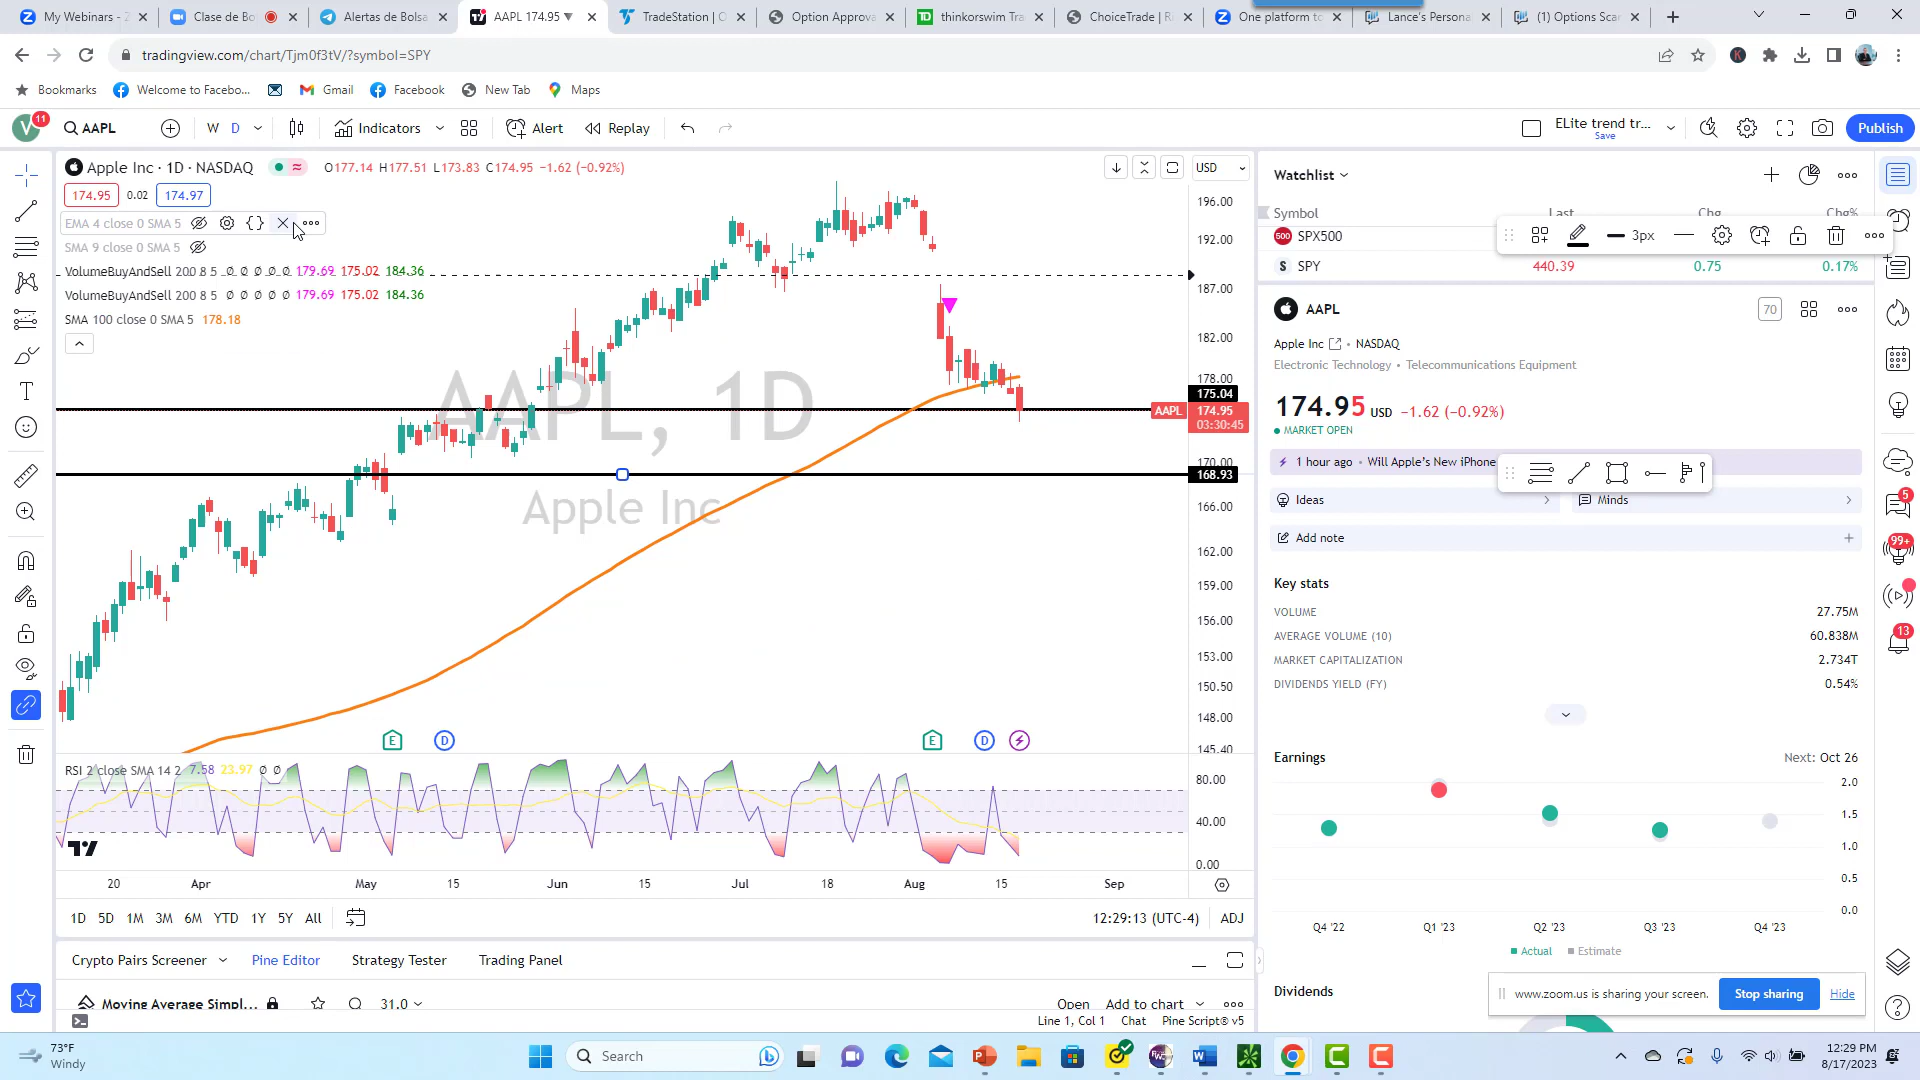 My Webinars - Z
Clase de Bo
Alertas de Bolsa
AAPL 174.95 ▼
TradeStation | C
Option Approva
thinkorswim Tra
ChoiceTrade | Ri
One platform to
Lance's Persona
(1) Options Scan
tradingview.com/chart/Tjm0f3tV/?symbol=SPY
Bookmarks
Welcome to Facebo...
Gmail
Facebook
New Tab
Maps
V 11
AAPL
W D
Indicators
Alert
Replay
ELite trend tr...
Save
Publish
Apple Inc · 1D · NASDAQ
O177.14 H177.51 L173.83 C174.95 −1.62 (−0.92%)
USD
174.95 0.02 174.97
EMA 4 close 0 SMA 5
SMA 9 close 0 SMA 5
VolumeBuyAndSell 200 8 5 ∅ ∅ ∅ ∅ ∅ 179.69 175.02 184.36
VolumeBuyAndSell 200 8 5 ∅ ∅ ∅ ∅ ∅ 179.69 175.02 184.36
SMA 100 close 0 SMA 5 178.18
AAPL, 1D
Apple Inc
196.00
192.00
187.00
182.00
178.00
175.04
AAPL 174.95
03:30:45
170.00
168.93
166.00
162.00
159.00
156.00
153.00
150.50
148.00
145.40
E D E D
RSI 2 close SMA 14 2 7.58 23.97 ∅ ∅
80.00
40.00
0.00
20 Apr May 15 Jun 15 Jul 18 Aug 15 Sep
1D 5D 1M 3M 6M YTD 1Y 5Y All
12:29:13 (UTC-4) ADJ
Crypto Pairs Screener
Pine Editor
Strategy Tester
Trading Panel
Moving Average Simpl...
31.0
Open
Add to chart
Line 1, Col 1 Chat Pine Script® v5
Watchlist
Symbol Last Chg Chg%
500 SPX500
S SPY 440.39 0.75 0.17%
3px
AAPL
70
Apple Inc • NASDAQ
Electronic Technology • Telecommunications Equipment
174.95 USD −1.62 (−0.92%)
MARKET OPEN
1 hour ago • Will Apple's New iPhone
Ideas
Minds
Add note
Key stats
VOLUME 27.75M
AVERAGE VOLUME (10) 60.838M
MARKET CAPITALIZATION 2.734T
DIVIDENDS YIELD (FY) 0.54%
Earnings
Next: Oct 26
2.0
1.5
1.0
0.5
0.0
Q4 '22 Q1 '23 Q2 '23 Q3 '23 Q4 '23
Actual Estimate
Dividends
www.zoom.us is sharing your screen.
Stop sharing
Hide
5
99+
13
73°F
Windy
Search
12:29 PM
8/17/2023